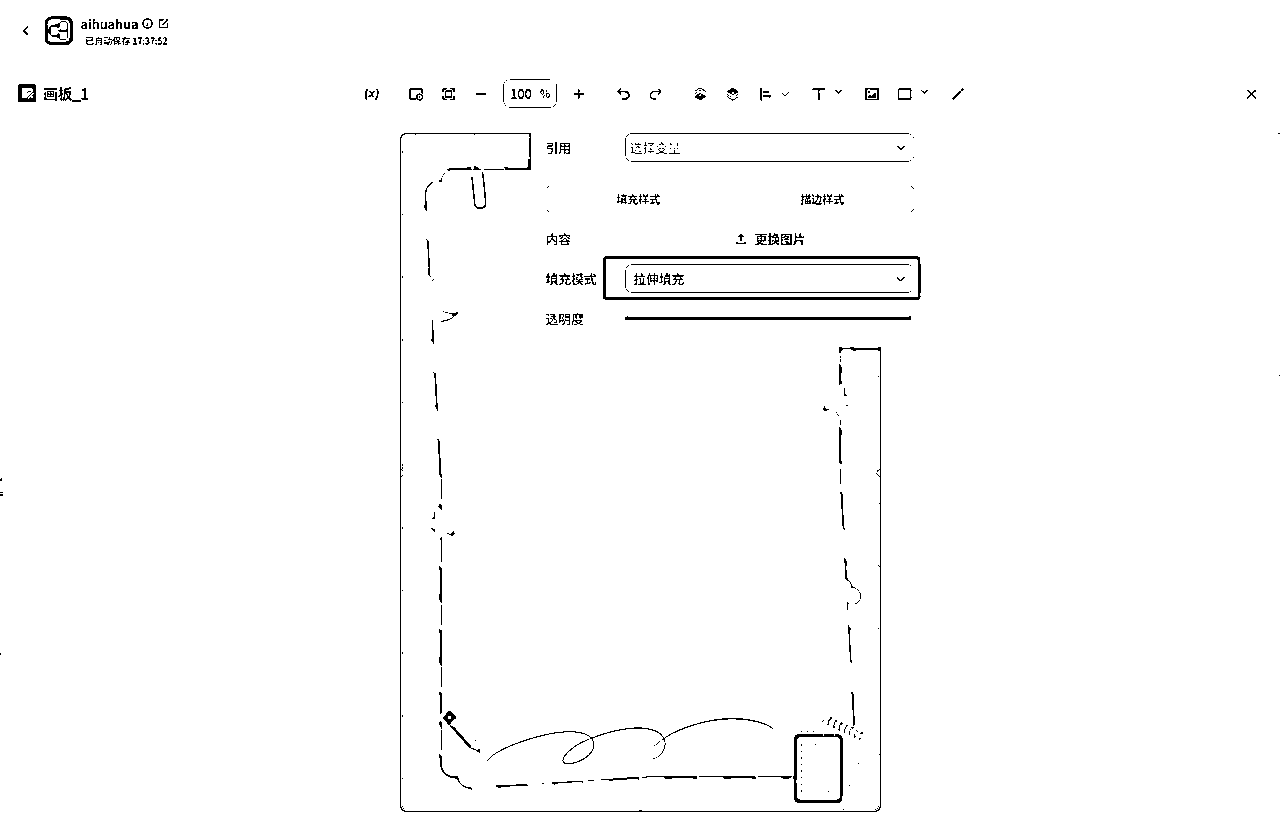 aihuahua
已自动保存 17:37:52
画板_1
(x)
100 %
引用
选择变量
填充样式
描边样式
内容
更换图片
填充模式
拉伸填充
透明度